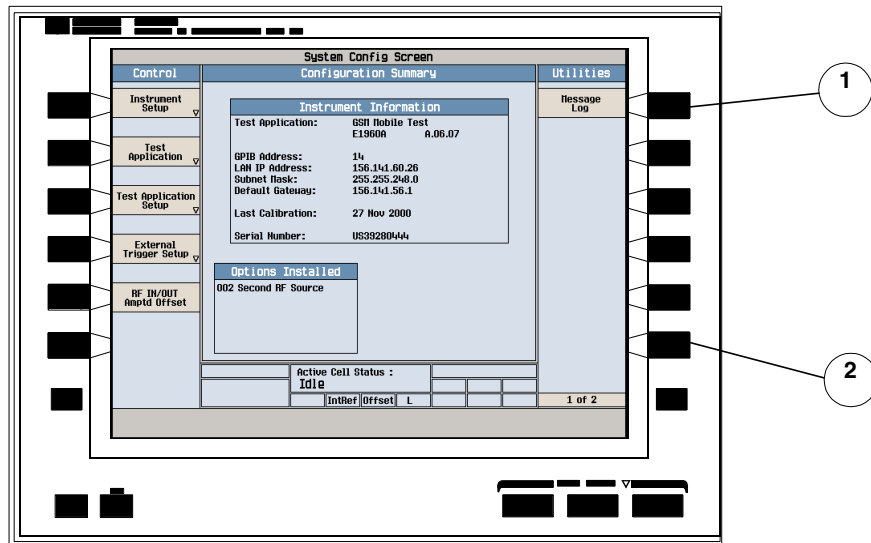 System Config Screen
Control
Configuration Summary
Utilities
Instrument
Setup
Test
Application
Test Application
Setup
External
Trigger Setup
RF IN/OUT
Amptd Offset
Instrument Information
Test Application: GSM Mobile Test
E1960A A.06.07
GPIB Address: 14
LAN IP Address: 156.141.60.26
Subnet Mask: 255.255.248.0
Default Gateway: 156.141.56.1
Last Calibration: 27 Nov 2000
Serial Number: US39280444
Options Installed
002 Second RF Source
Active Cell Status :
Idle
IntRef Offset L
Message
Log
1 of 2
1
2